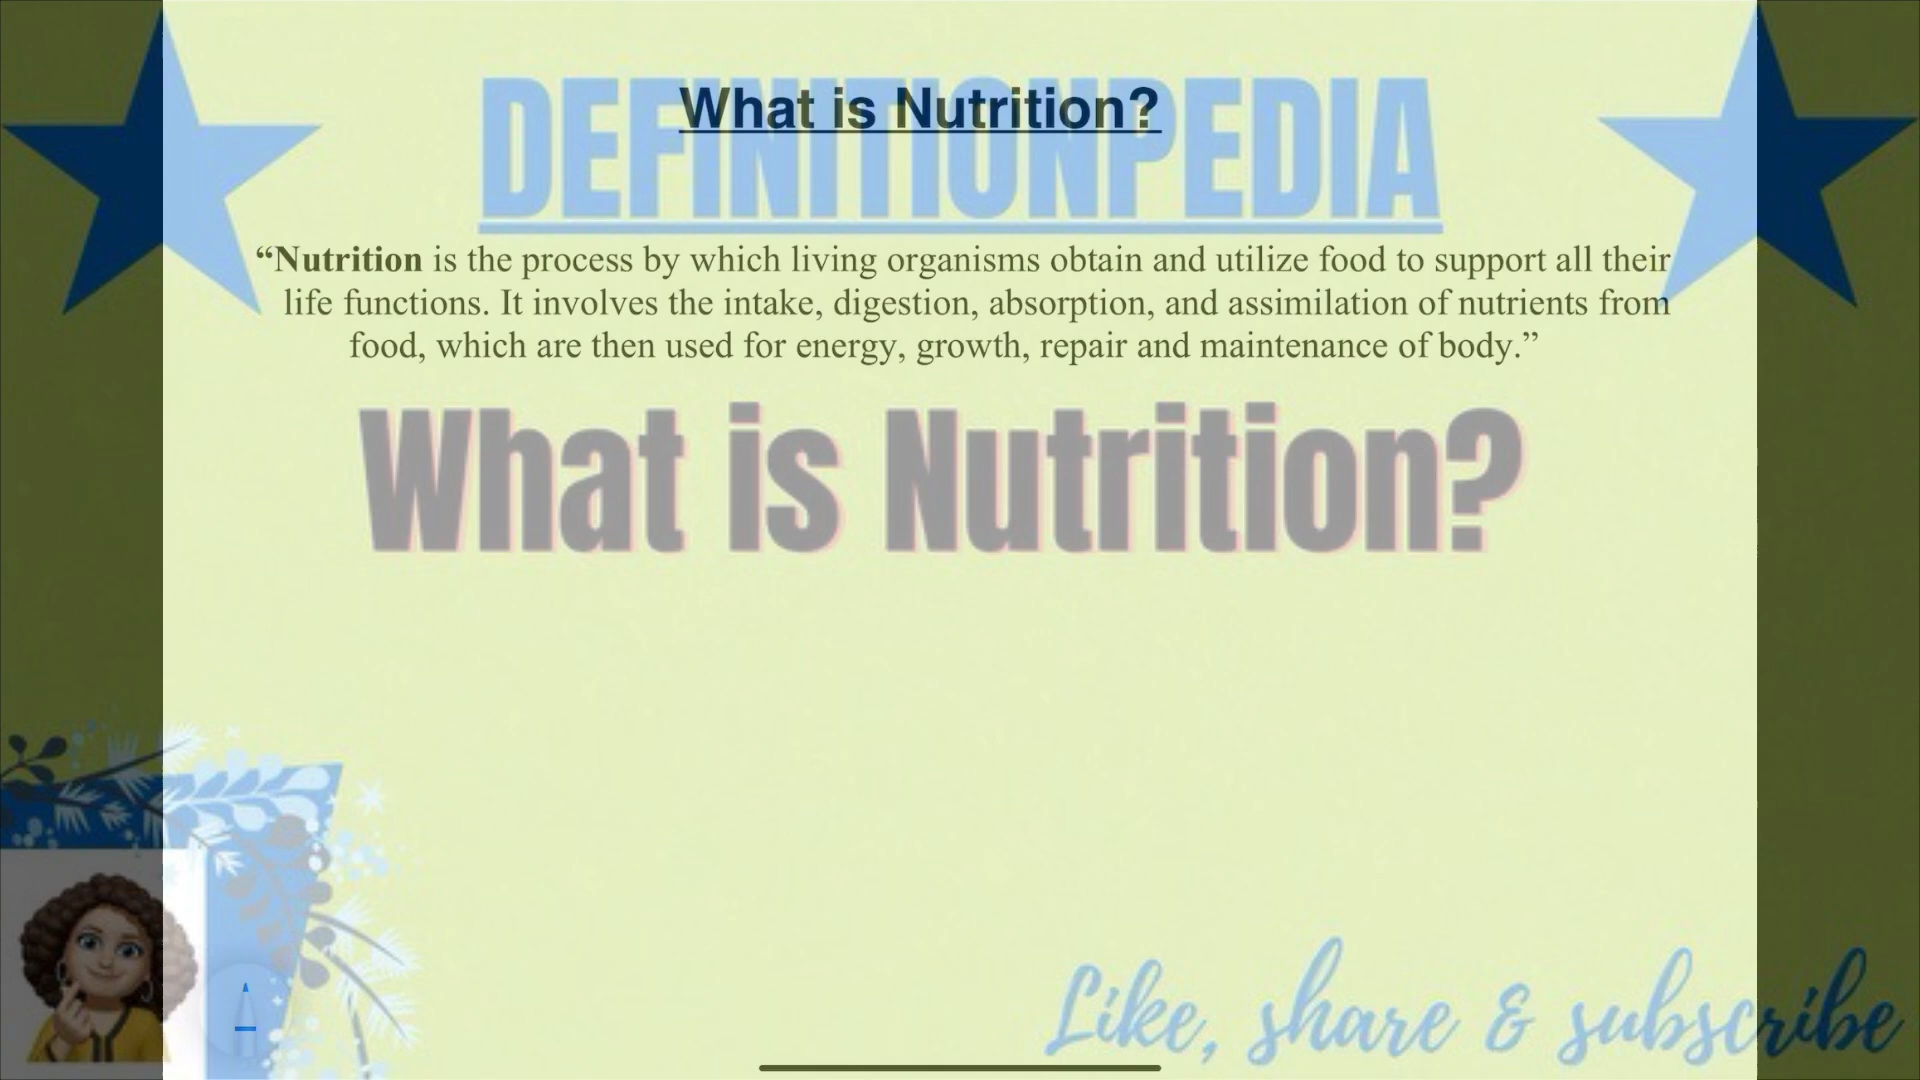 What is Nutrition?
DEFINITIONPEDIA
“Nutrition is the process by which living organisms obtain and utilize food to support all their
life functions. It involves the intake, digestion, absorption, and assimilation of nutrients from
food, which are then used for energy, growth, repair and maintenance of body.”
What is Nutrition?
Like, share & subscribe